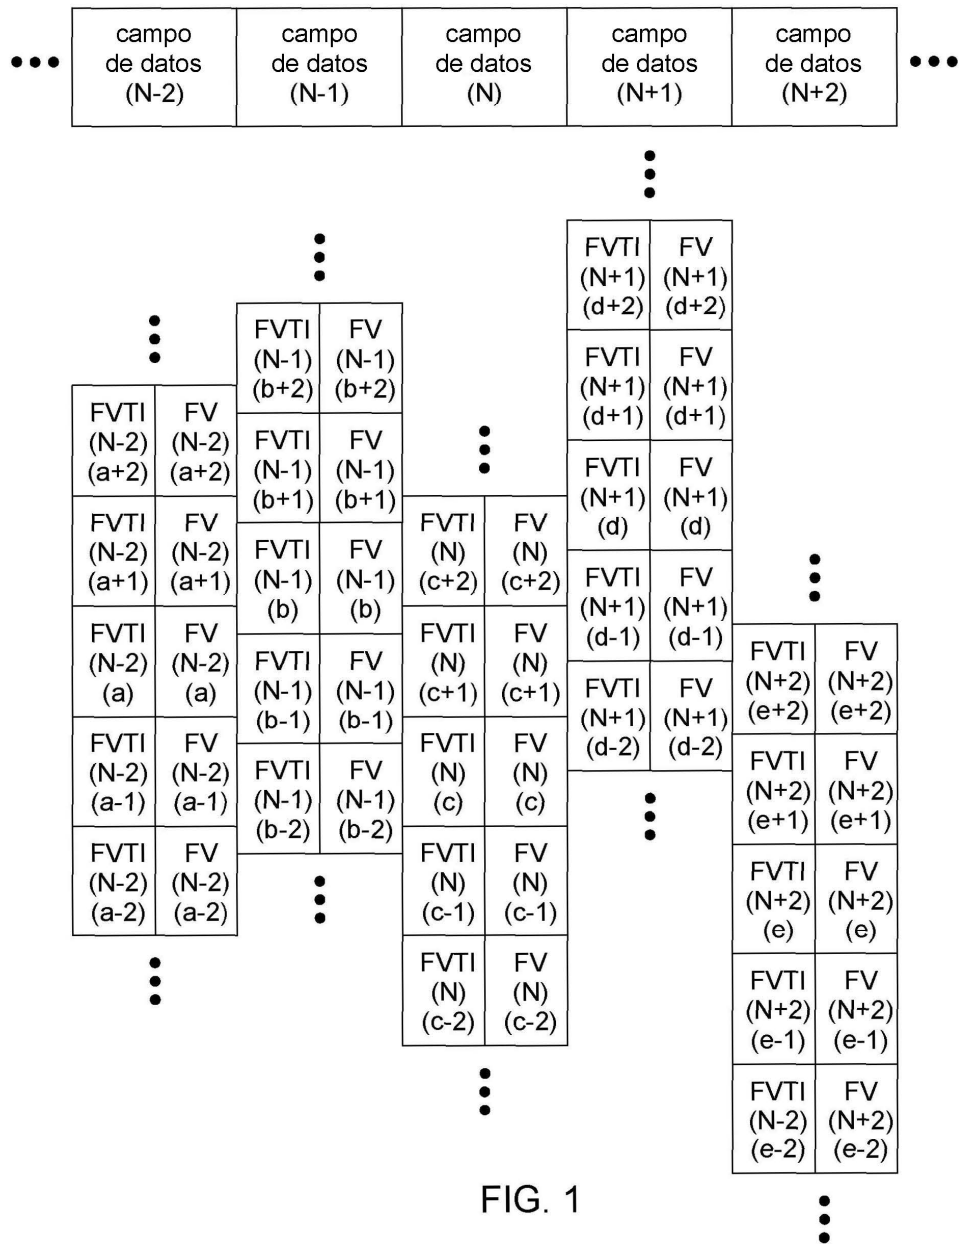 campo
de datos
(N-2)
campo
de datos
(N-1)
campo
de datos
(N)
campo
de datos
(N+1)
campo
de datos
(N+2)
FVTI
(N-2)
(a+2)
FV
(N-2)
(a+2)
FVTI
(N-2)
(a+1)
FV
(N-2)
(a+1)
FVTI
(N-2)
(a)
FV
(N-2)
(a)
FVTI
(N-2)
(a-1)
FV
(N-2)
(a-1)
FVTI
(N-2)
(a-2)
FV
(N-2)
(a-2)
FVTI
(N-1)
(b+2)
FV
(N-1)
(b+2)
FVTI
(N-1)
(b+1)
FV
(N-1)
(b+1)
FVTI
(N-1)
(b)
FV
(N-1)
(b)
FVTI
(N-1)
(b-1)
FV
(N-1)
(b-1)
FVTI
(N-1)
(b-2)
FV
(N-1)
(b-2)
FVTI
(N)
(c+2)
FV
(N)
(c+2)
FVTI
(N)
(c+1)
FV
(N)
(c+1)
FVTI
(N)
(c)
FV
(N)
(c)
FVTI
(N)
(c-1)
FV
(N)
(c-1)
FVTI
(N)
(c-2)
FV
(N)
(c-2)
FVTI
(N+1)
(d+2)
FV
(N+1)
(d+2)
FVTI
(N+1)
(d+1)
FV
(N+1)
(d+1)
FVTI
(N+1)
(d)
FV
(N+1)
(d)
FVTI
(N+1)
(d-1)
FV
(N+1)
(d-1)
FVTI
(N+1)
(d-2)
FV
(N+1)
(d-2)
FVTI
(N+2)
(e+2)
FV
(N+2)
(e+2)
FVTI
(N+2)
(e+1)
FV
(N+2)
(e+1)
FVTI
(N+2)
(e)
FV
(N+2)
(e)
FVTI
(N+2)
(e-1)
FV
(N+2)
(e-1)
FVTI
(N-2)
(e-2)
FV
(N+2)
(e-2)
FIG. 1